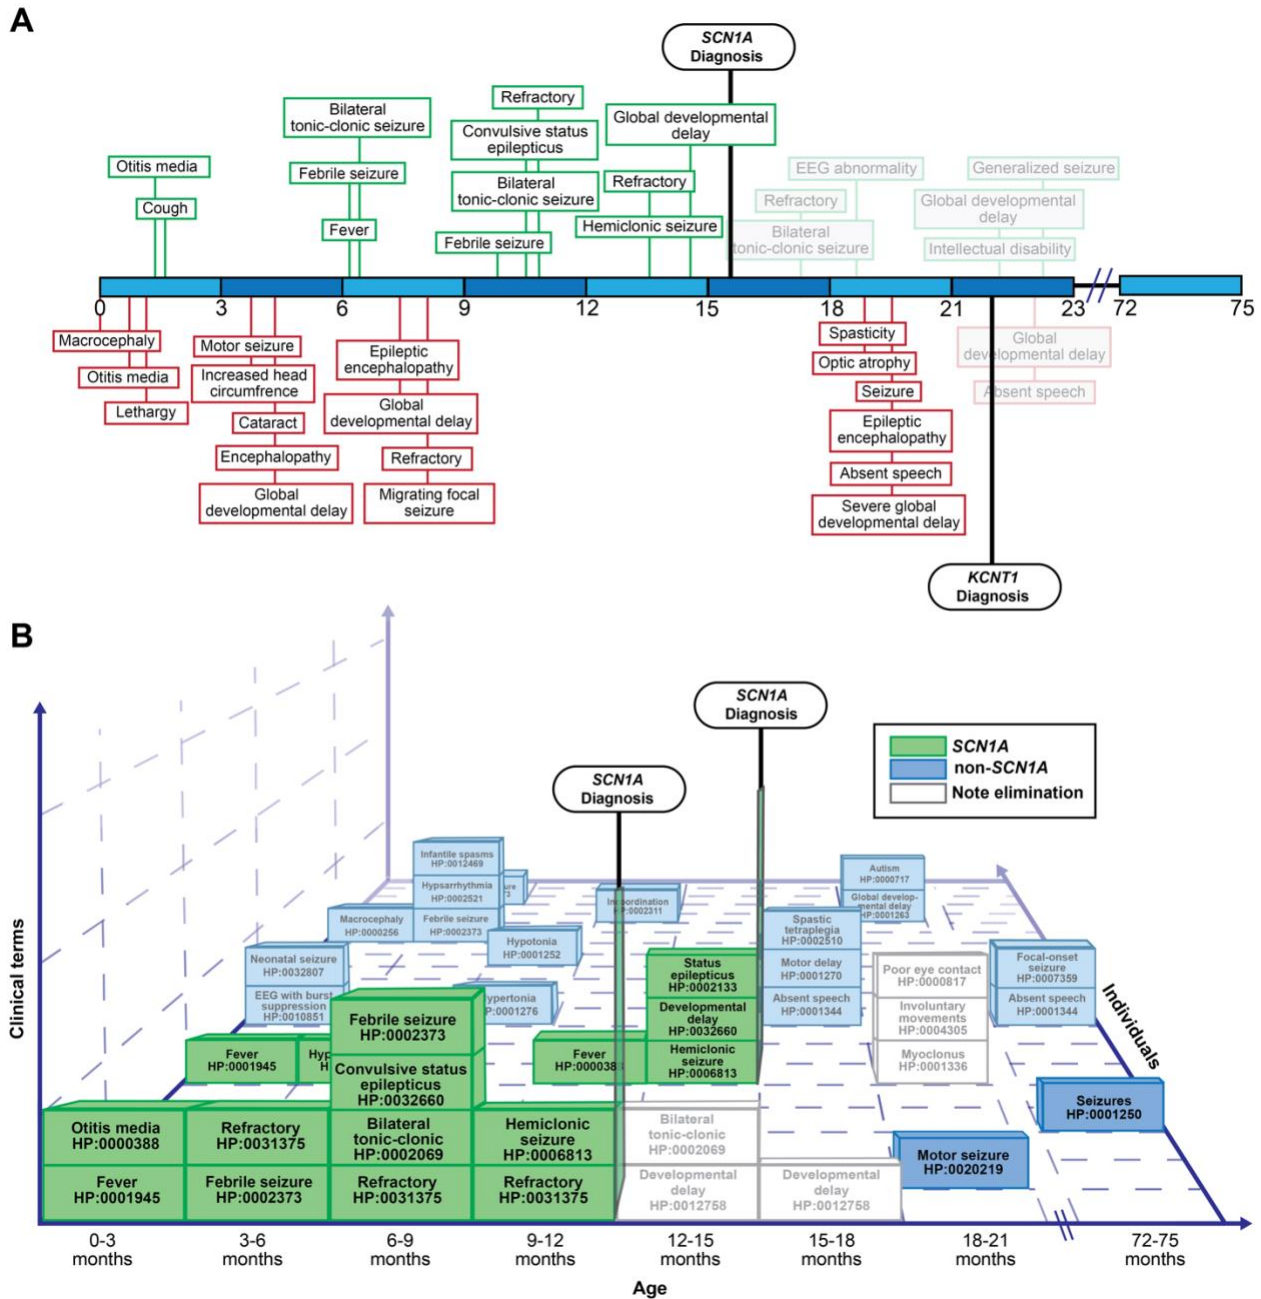 A
SCN1A
Diagnosis
Refractory
Bilateral
tonic-clonic seizure
Global developmental
delay
Convulsive status
epilepticus
Otitis media
Febrile seizure
EEG abnormality
Generalized seizure
Bilateral
tonic-clonic seizure
Refractory
Cough
Refractory
Global developmental
delay
Fever
Hemiclonic seizure
Bilateral
tonic-clonic seizure
Febrile seizure
Intellectual disability
0 3 6 9 12 15 18 21 23 72 75
Macrocephaly
Motor seizure
Epileptic
encephalopathy
Spasticity
Global
developmental delay
Otitis media
Increased head
circumfrence
Optic atrophy
Lethargy
Global
developmental delay
Seizure
Absent speech
Cataract
Epileptic
encephalopathy
Encephalopathy
Refractory
Absent speech
Global
developmental delay
Migrating focal
seizure
Severe global
developmental delay
KCNT1
Diagnosis
B
SCN1A
Diagnosis
SCN1A
non-SCN1A
Note elimination
SCN1A
Diagnosis
Clinical terms
Infantile spasms
HP:0012469
Hypsarrhythmia
HP:0002521
Autism
HP:0000717
Global develop-
mental delay
HP:0001263
Macrocephaly
HP:0000256
Febrile seizure
HP:0002373
Spastic
tetraplegia
HP:0002510
Hypotonia
HP:0001252
Neonatal seizure
HP:0032807
Status
epilepticus
HP:0002133
Motor delay
HP:0001270
Poor eye contact
HP:0000817
Focal-onset
seizure
HP:0007359
EEG with burst
suppression
HP:0010851
Developmental
delay
HP:0032660
Absent speech
HP:0001344
Involuntary
movements
HP:0004305
Absent speech
HP:0001344
Individuals
Febrile seizure
HP:0002373
Fever
HP:0001945
Fever
Hemiclonic
seizure
HP:0006813
Myoclonus
HP:0001336
Convulsive status
epilepticus
HP:0032660
Seizures
HP:0001250
Otitis media
HP:0000388
Refractory
HP:0031375
Bilateral
tonic-clonic
HP:0002069
Hemiclonic
seizure
HP:0006813
Bilateral
tonic-clonic
HP:0002069
Motor seizure
HP:0020219
Fever
HP:0001945
Febrile seizure
HP:0002373
Refractory
HP:0031375
Refractory
HP:0031375
Developmental
delay
HP:0012758
Developmental
delay
HP:0012758
0-3
months
3-6
months
6-9
months
9-12
months
12-15
months
15-18
months
18-21
months
72-75
months
Age